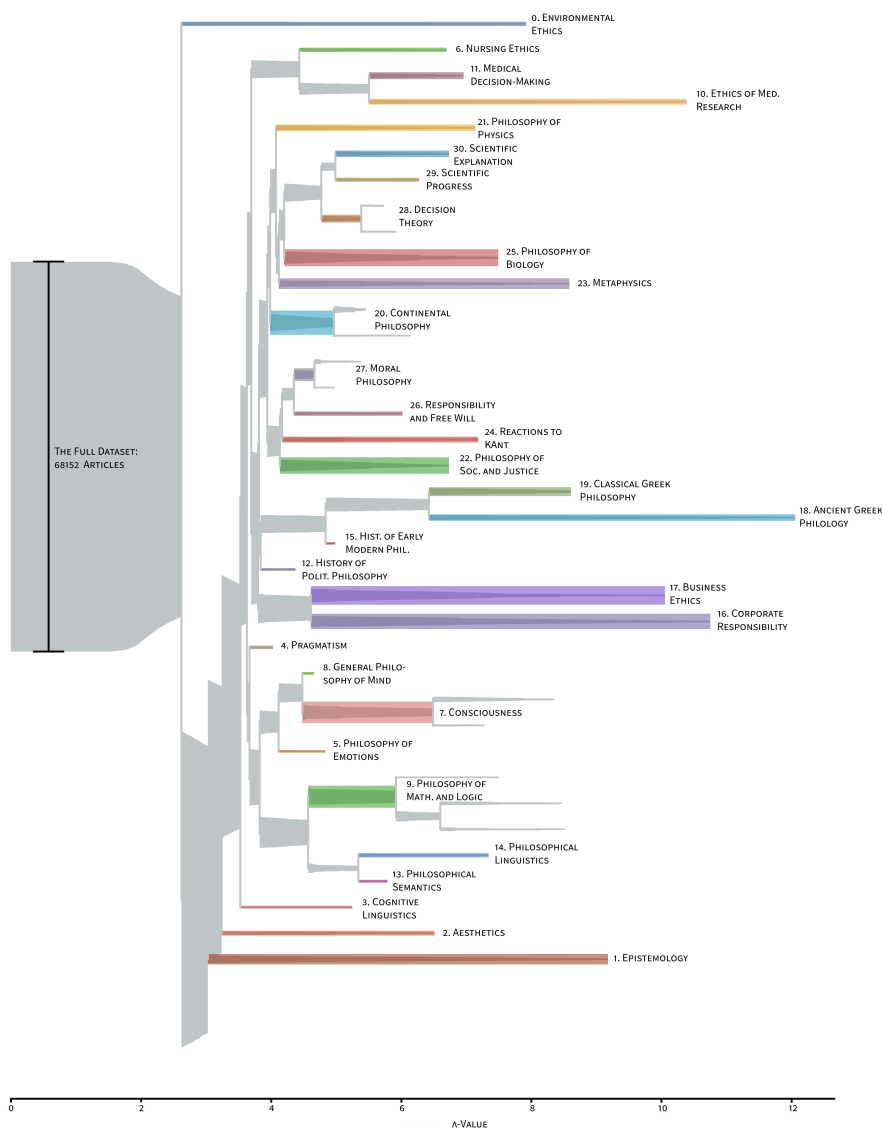 0. Environmental
Ethics
6. Nursing Ethics
11. Medical
Decision-Making
10. Ethics of Med.
Research
21. Philosophy of
Physics
30. Scientific
Explanation
29. Scientific
Progress
28. Decision
Theory
25. Philosophy of
Biology
23. Metaphysics
20. Continental
Philosophy
27. Moral
Philosophy
26. Responsibility
and Free Will
24. Reactions to
KAnt
22. Philosophy of
Soc. and Justice
The Full Dataset:
68152 Articles
19. Classical Greek
Philosophy
18. Ancient Greek
Philology
15. Hist. of Early
Modern Phil.
12. History of
Polit. Philosophy
17. Business
Ethics
16. Corporate
Responsibility
4. Pragmatism
8. General Philo-
sophy of Mind
7. Consciousness
5. Philosophy of
Emotions
9. Philosophy of
Math. and Logic
14. Philosophical
Linguistics
13. Philosophical
Semantics
3. Cognitive
Linguistics
2. Aesthetics
1. Epistemology
0 2 4 6 8 10 12
Λ-Value